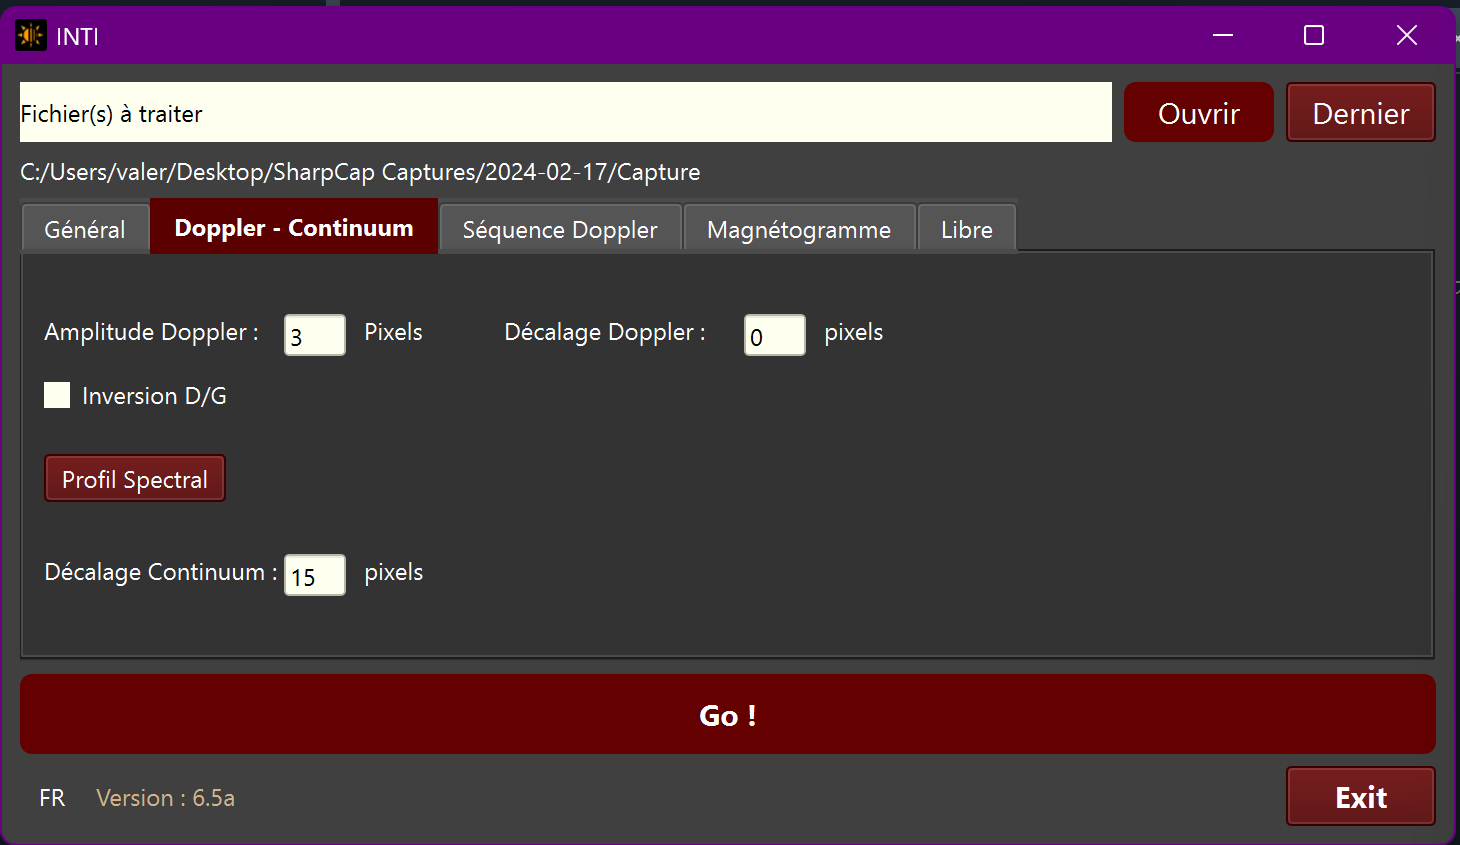 INTI
Fichier(s) à traiter
Ouvrir
Dernier
C:/Users/valer/Desktop/SharpCap Captures/2024-02-17/Capture
Général
Doppler - Continuum
Séquence Doppler
Magnétogramme
Libre
Amplitude Doppler : 3 Pixels
Décalage Doppler : 0 pixels
Inversion D/G
Profil Spectral
Décalage Continuum : 15 pixels
Go !
FR
Version : 6.5a
Exit